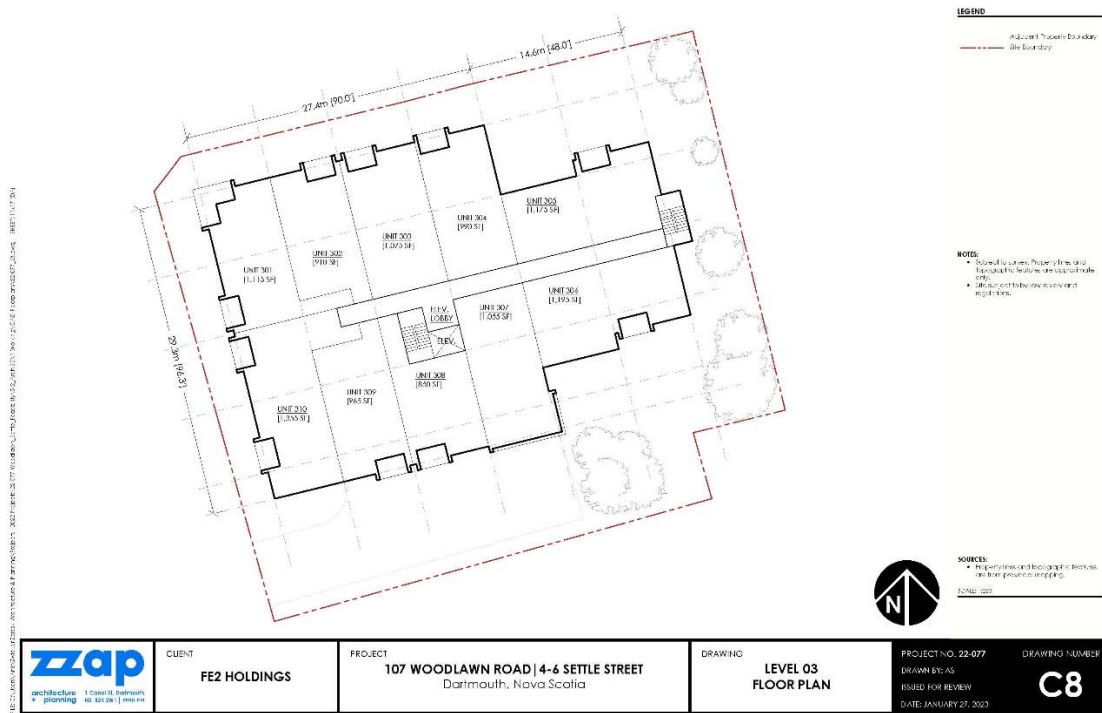 LEGEND
Adjacent Property Boundary
Site Boundary
14.6m [48.0']
27.4m [90.0']
29.3m [96.3']
UNIT 305
[1,175 SF]
UNIT 304
[990 SF]
UNIT 303
[1,075 SF]
UNIT 302
[910 SF]
UNIT 301
[1,115 SF]
UNIT 306
[1,195 SF]
UNIT 307
[1,055 SF]
ELEV.
LOBBY
ELEV.
UNIT 308
[850 SF]
UNIT 309
[965 SF]
UNIT 310
[1,355 SF]
NOTES:
• Subject to survey. Property lines and
topographic features are approximate
only.
• Site subject to by-law review and
regulations.
SOURCES:
• Property lines and topographic features
are from provincial mapping.
N
zzap
architecture
+ planning
1 Canal St, Dartmouth
CLIENT
FE2 HOLDINGS
PROJECT
107 WOODLAWN ROAD | 4-6 SETTLE STREET
Dartmouth, Nova Scotia
DRAWING
LEVEL 03
FLOOR PLAN
PROJECT NO. 22-077
DRAWN BY: AS
ISSUED FOR REVIEW
DATE: JANUARY 27, 2023
DRAWING NUMBER
C8